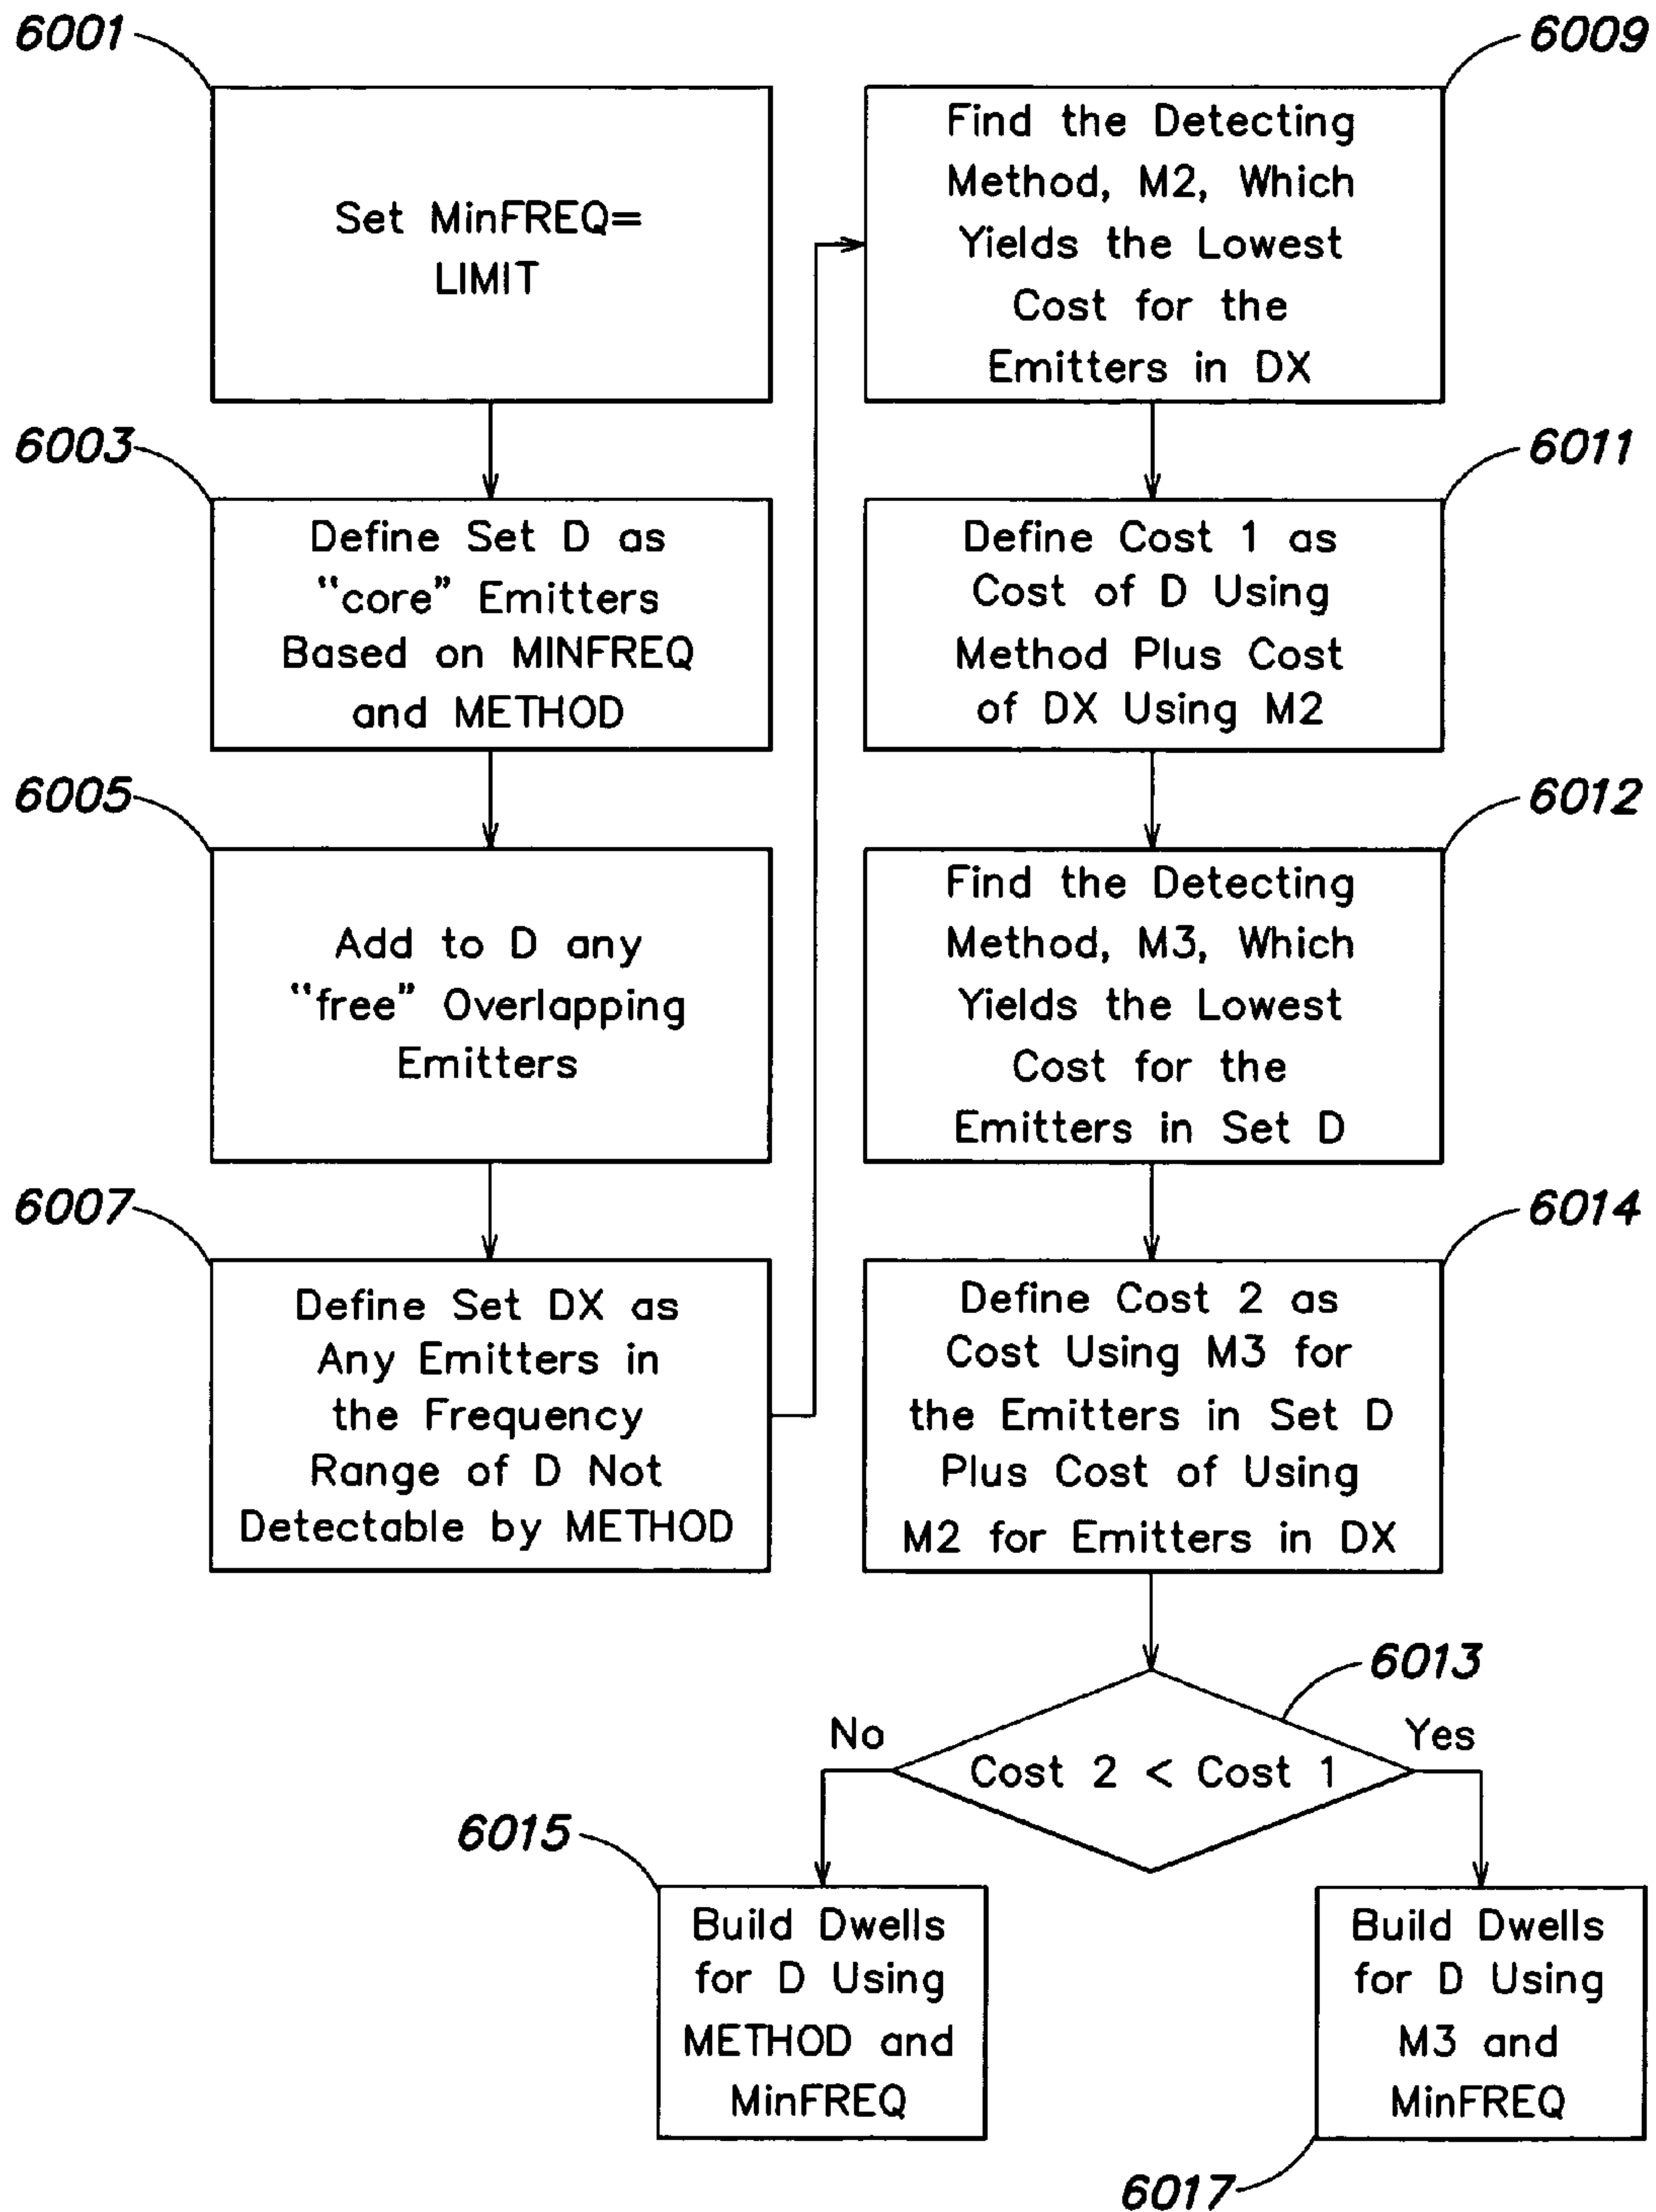 6001
Set MinFREQ=
LIMIT
6003
Define Set D as
“core” Emitters
Based on MINFREQ
and METHOD
6005
Add to D any
“free” Overlapping
Emitters
6007
Define Set DX as
Any Emitters in
the Frequency
Range of D Not
Detectable by METHOD
6009
Find the Detecting
Method, M2, Which
Yields the Lowest
Cost for the
Emitters in DX
6011
Define Cost 1 as
Cost of D Using
Method Plus Cost
of DX Using M2
6012
Find the Detecting
Method, M3, Which
Yields the Lowest
Cost for the
Emitters in Set D
6014
Define Cost 2 as
Cost Using M3 for
the Emitters in Set D
Plus Cost of Using
M2 for Emitters in DX
6013
No
Yes
Cost 2 < Cost 1
6015
Build Dwells
for D Using
METHOD and
MinFREQ
Build Dwells
for D Using
M3 and
MinFREQ
6017